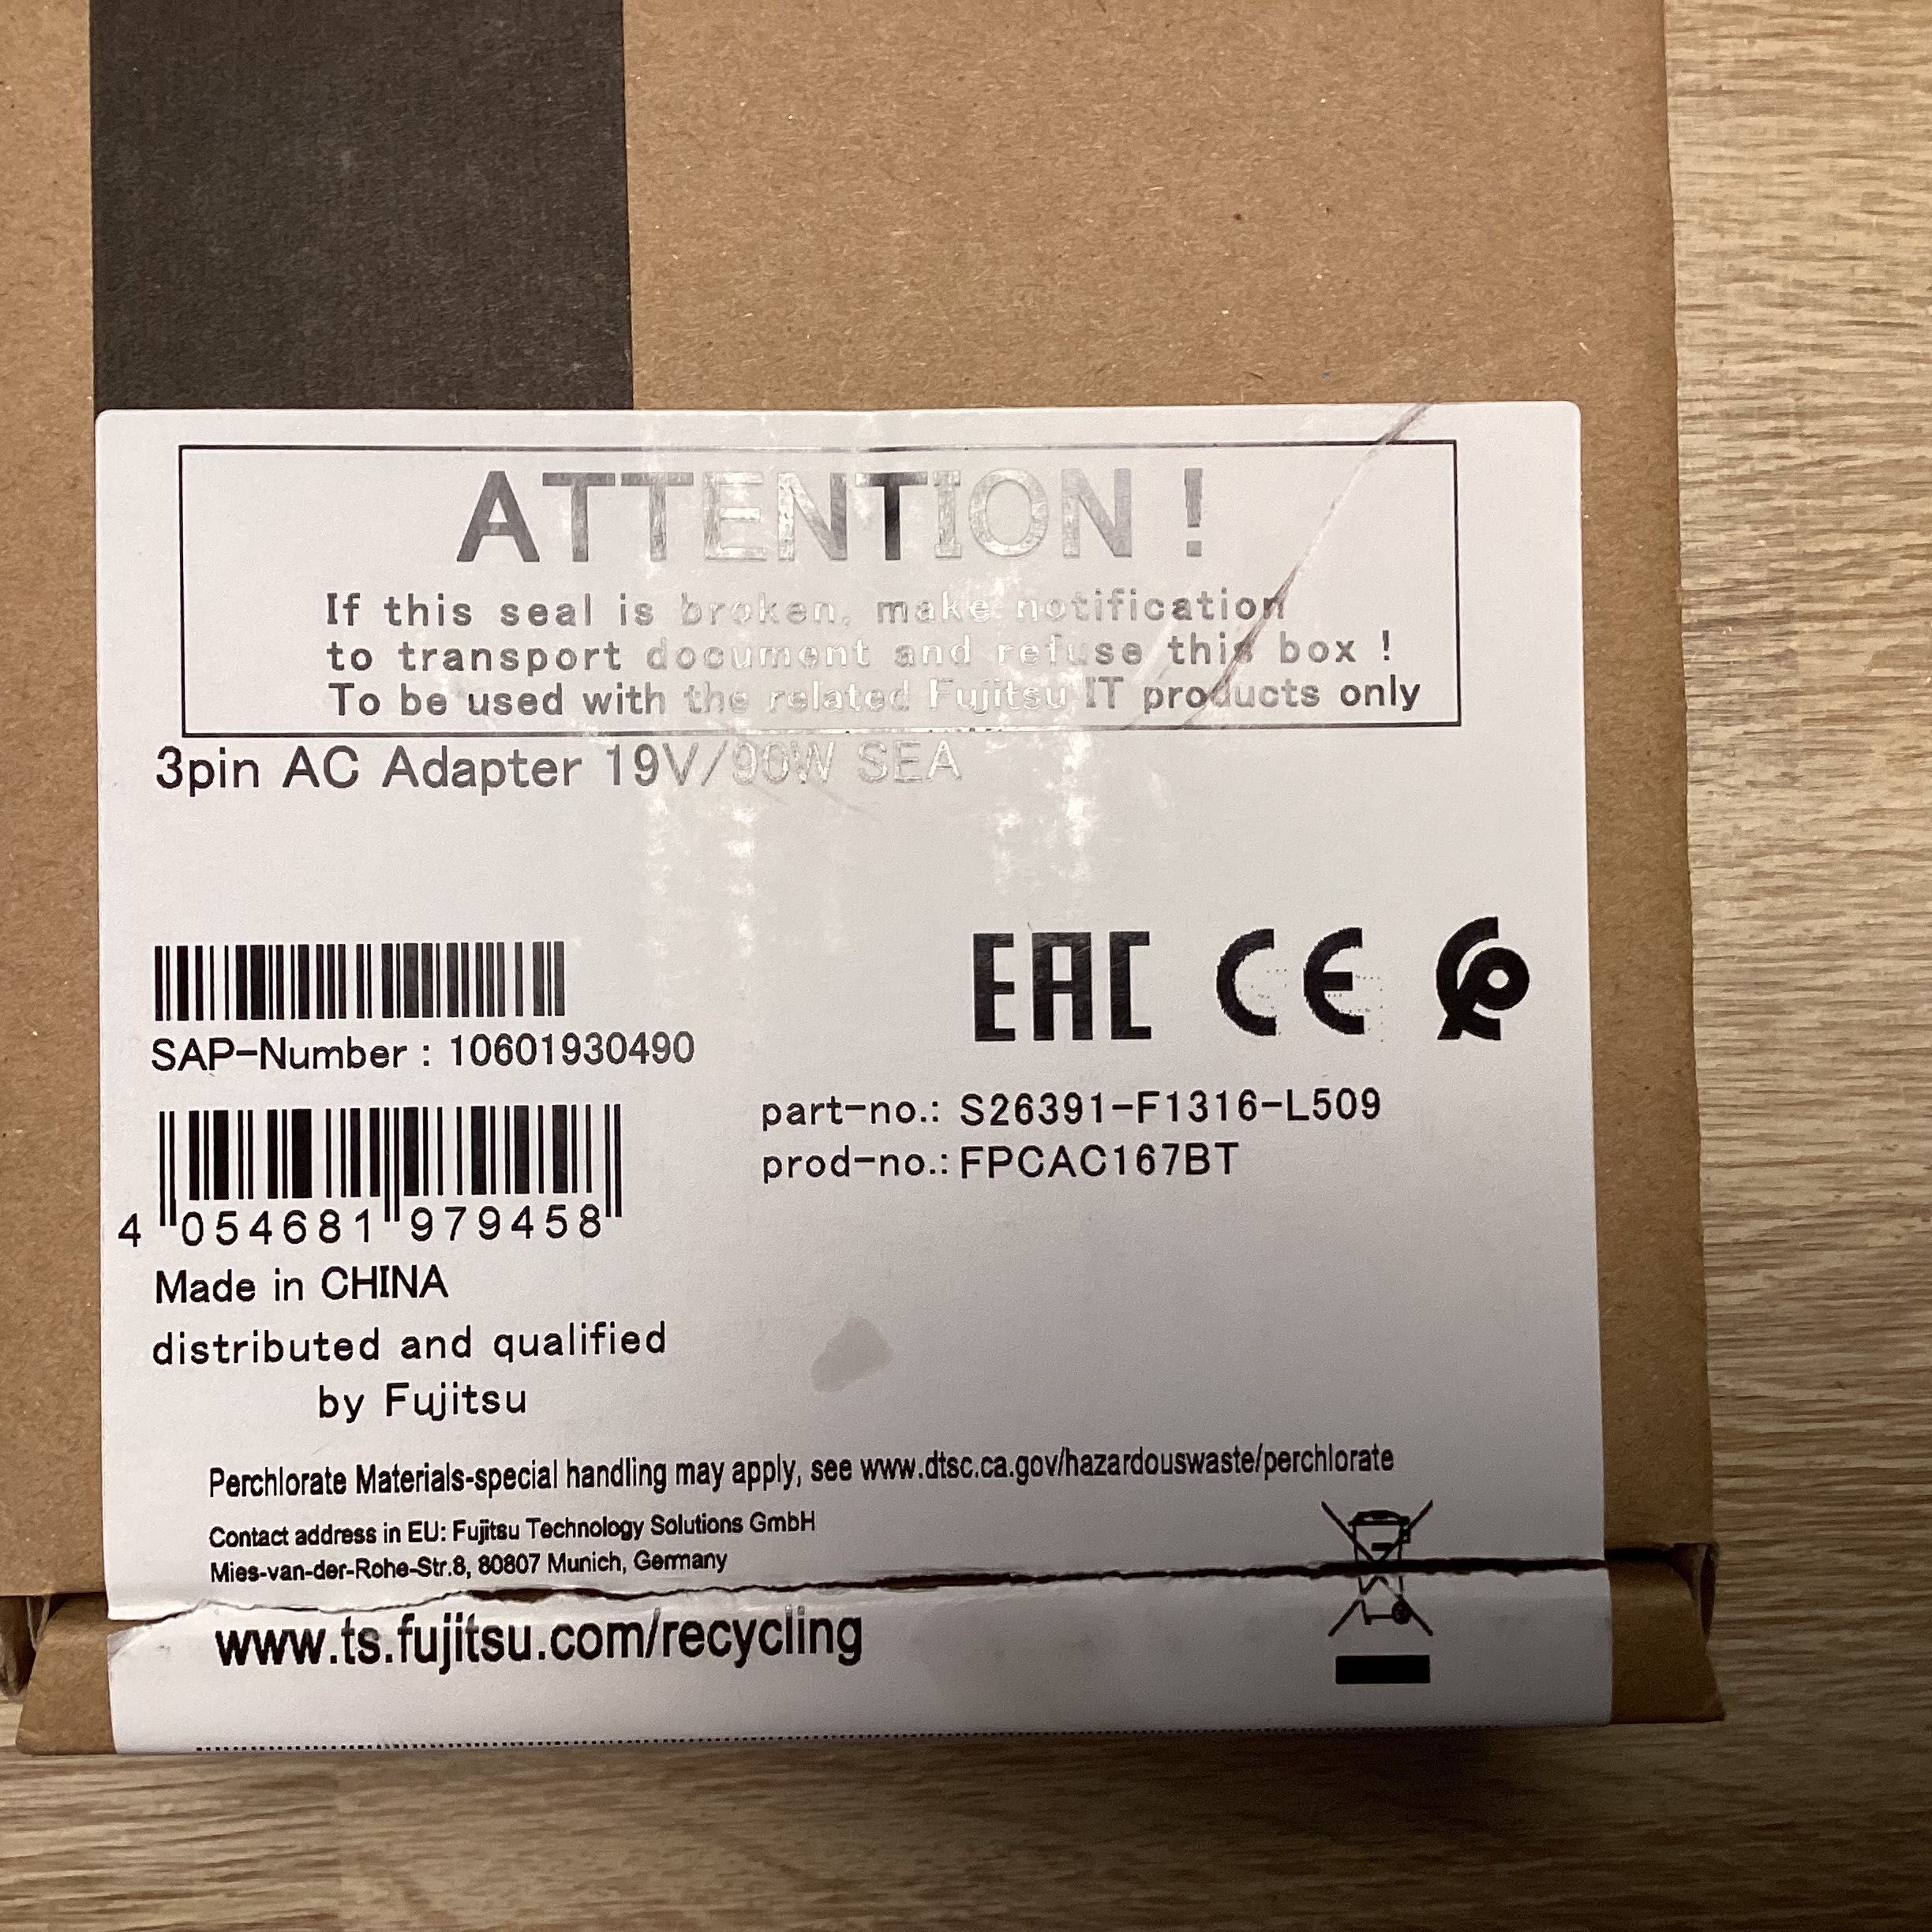 ATTENTION !
If this seal is broken, make notification
to transport document and refuse this box !
To be used with the related Fujitsu IT products only
3pin AC Adapter 19V/90W SEA
EAC CE
SAP-Number : 10601930490
part-no.: S26391-F1316-L509
prod-no.: FPCAC167BT
4 054681 979458
Made in CHINA
distributed and qualified
by Fujitsu
Perchlorate Materials-special handling may apply, see www.dtsc.ca.gov/hazardouswaste/perchlorate
Contact address in EU: Fujitsu Technology Solutions GmbH
Mies-van-der-Rohe-Str.8, 80807 Munich, Germany
www.ts.fujitsu.com/recycling